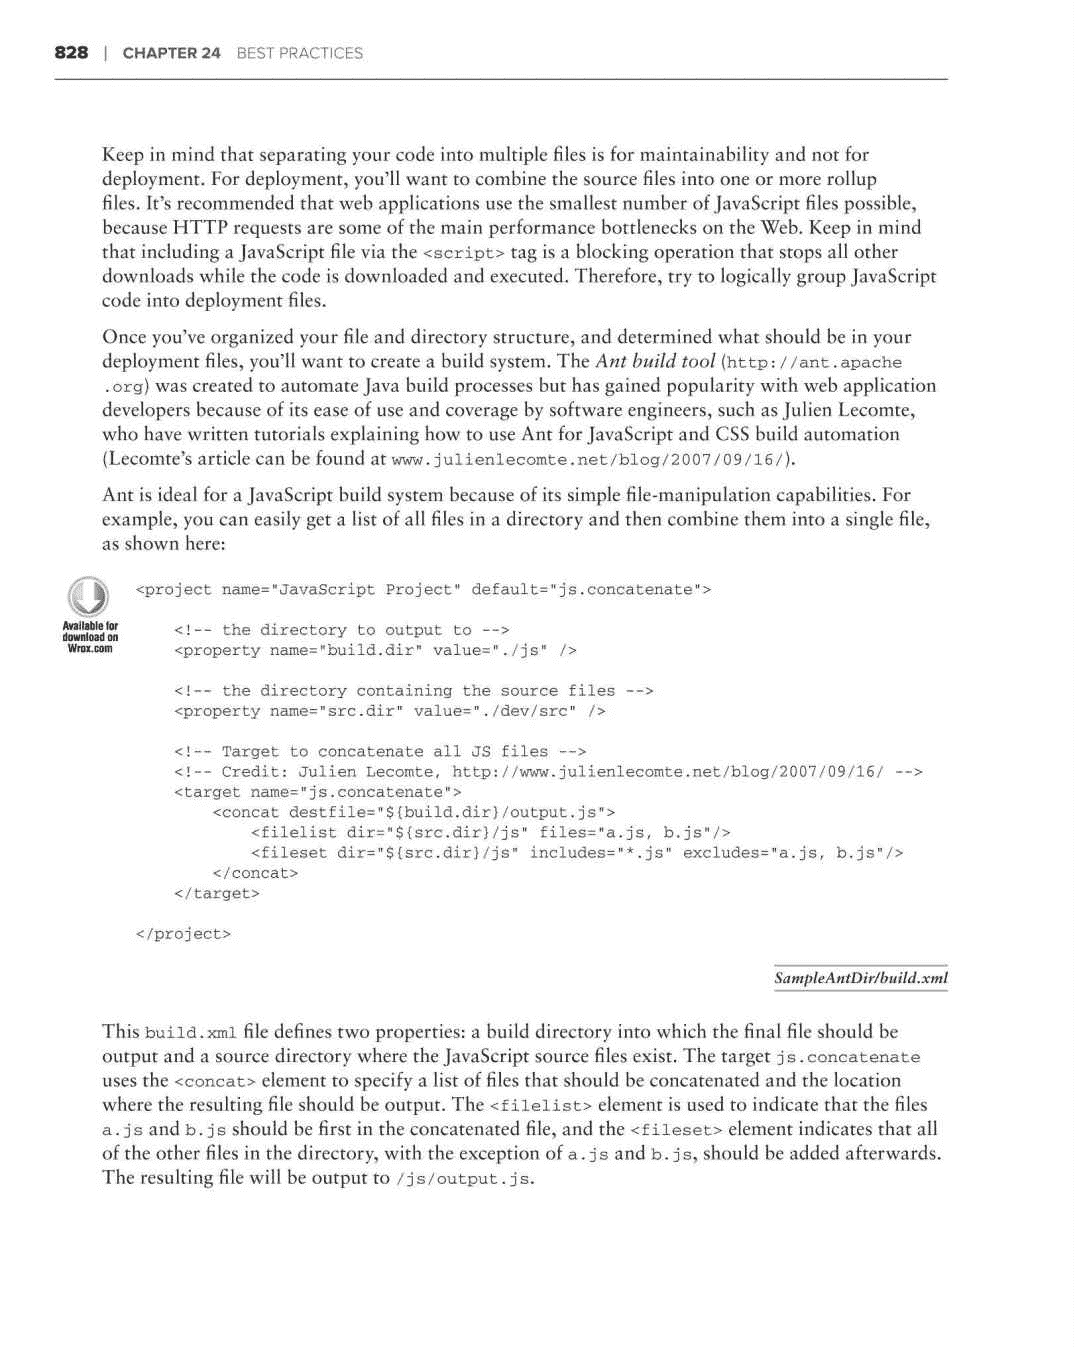 828 | CHAPTER 24 BEST PRACTICES
Keep in mind that separating your code into multiple files is for maintainability and not for
deployment. For deployment, you'll want to combine the source files into one or more rollup
files. It's recommended that web applications use the smallest number of JavaScript files possible,
because HTTP requests are some of the main performance bottlenecks on the Web. Keep in mind
that including a JavaScript file via the <script> tag is a blocking operation that stops all other
downloads while the code is downloaded and executed. Therefore, try to logically group JavaScript
code into deployment files.
Once you've organized your file and directory structure, and determined what should be in your
deployment files, you'll want to create a build system. The Ant build tool (http://ant.apache
.org) was created to automate Java build processes but has gained popularity with web application
developers because of its ease of use and coverage by software engineers, such as Julien Lecomte,
who have written tutorials explaining how to use Ant for JavaScript and CSS build automation
(Lecomte's article can be found at www.julienlecomte.net/blog/2007/09/16/).
Ant is ideal for a JavaScript build system because of its simple file-manipulation capabilities. For
example, you can easily get a list of all files in a directory and then combine them into a single file,
as shown here:
Available for
download on
Wrox.com
<project name="JavaScript Project" default="js.concatenate">
<!-- the directory to output to -->
<property name="build.dir" value="./js" />
<!-- the directory containing the source files -->
<property name="src.dir" value="./dev/src" />
<!-- Target to concatenate all JS files -->
<!-- Credit: Julien Lecomte, http://www.julienlecomte.net/blog/2007/09/16/ -->
<target name="js.concatenate">
<concat destfile="${build.dir}/output.js">
<filelist dir="${src.dir}/js" files="a.js, b.js"/>
<fileset dir="${src.dir}/js" includes="*.js" excludes="a.js, b.js"/>
</concat>
</target>
</project>
SampleAntDir/build.xml
This build.xml file defines two properties: a build directory into which the final file should be
output and a source directory where the JavaScript source files exist. The target js.concatenate
uses the <concat> element to specify a list of files that should be concatenated and the location
where the resulting file should be output. The <filelist> element is used to indicate that the files
a.js and b.js should be first in the concatenated file, and the <fileset> element indicates that all
of the other files in the directory, with the exception of a.js and b.js, should be added afterwards.
The resulting file will be output to /js/output.js.